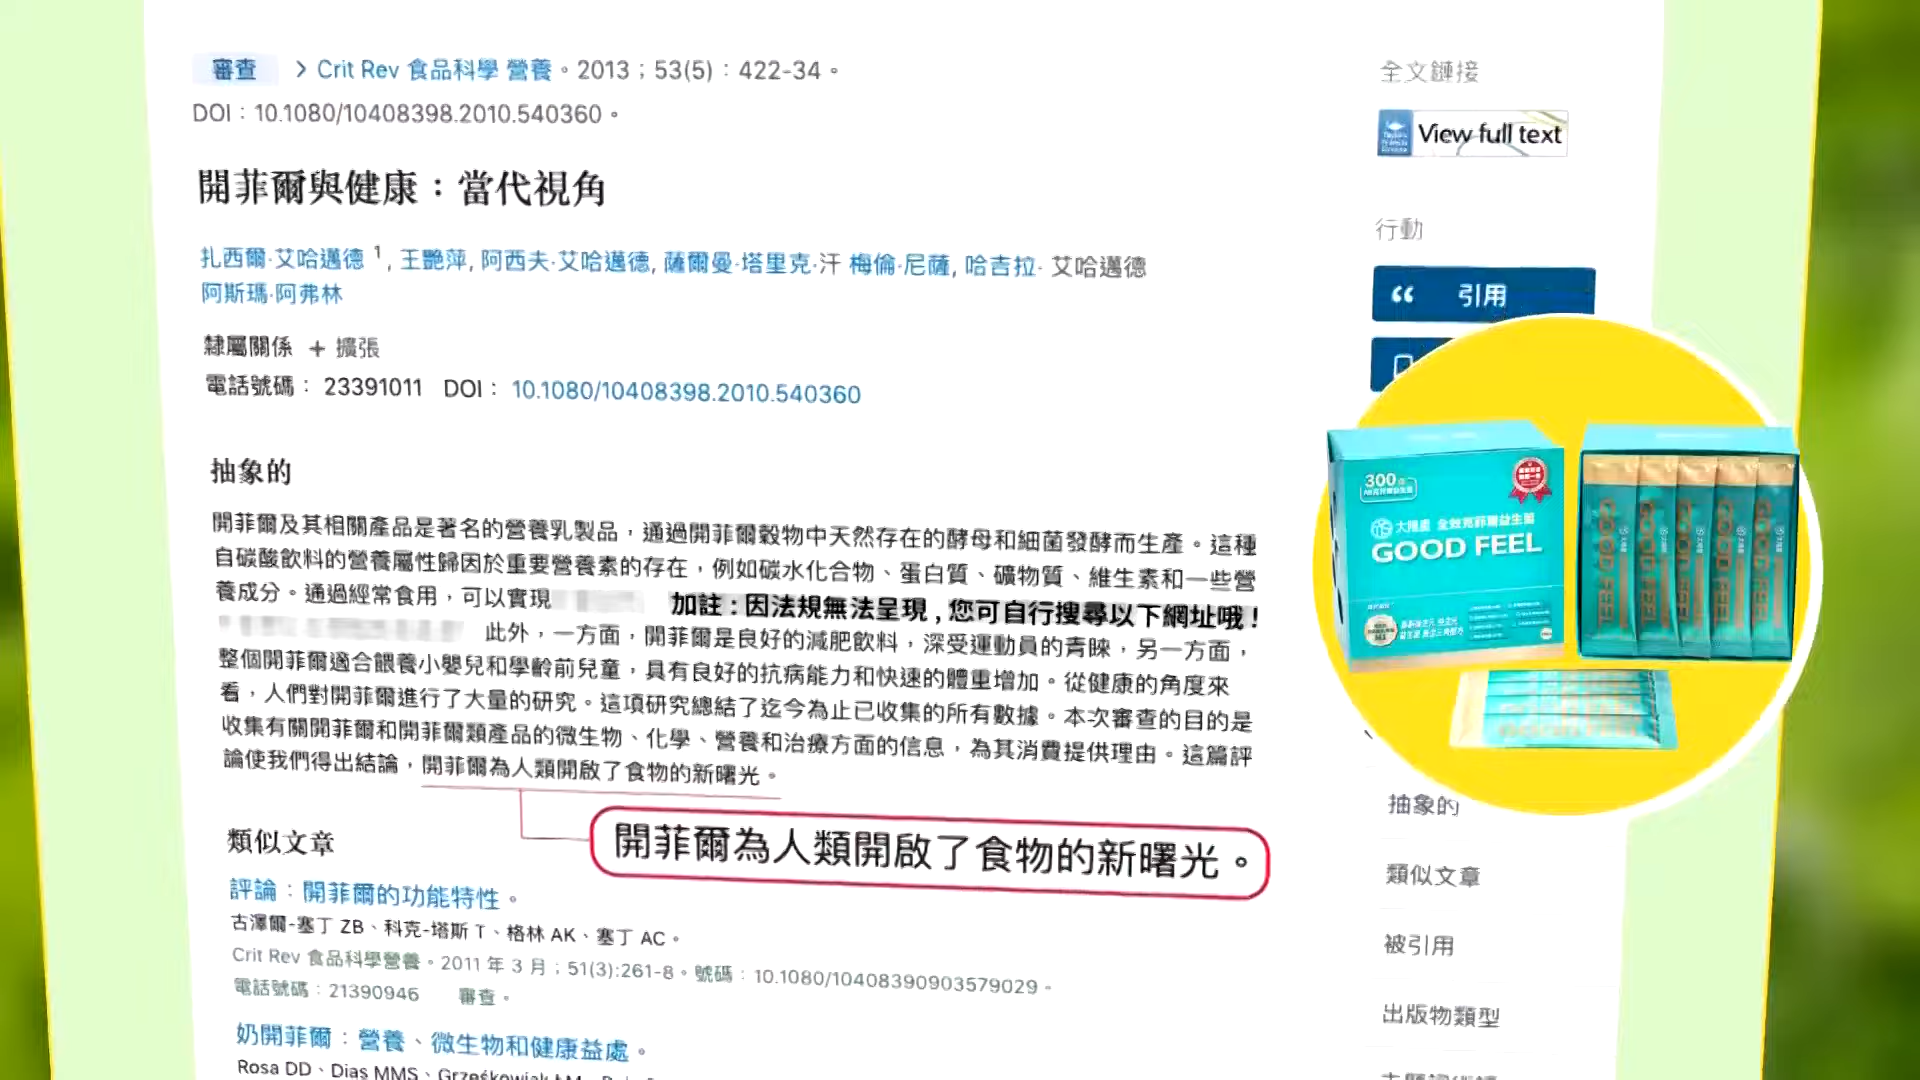 審查 > Crit Rev 食品科學 營養。2013；53(5)：422-34。
DOI：10.1080/10408398.2010.540360。
開菲爾與健康：當代視角
扎西爾·艾哈邁德 1, 王艷萍, 阿西夫·艾哈邁德, 薩爾曼·塔里克·汗 梅倫·尼薩, 哈吉拉· 艾哈邁德
阿斯瑪·阿弗林
隸屬關係 + 擴張
電話號碼： 23391011 DOI： 10.1080/10408398.2010.540360
抽象的
開菲爾及其相關產品是著名的營養乳製品，通過開菲爾穀物中天然存在的酵母和細菌發酵而生產。這種
自碳酸飲料的營養屬性歸因於重要營養素的存在，例如碳水化合物、蛋白質、礦物質、維生素和一些營
養成分。通過經常食用，可以實現 加註 : 因法規無法呈現 , 您可自行搜尋以下網址哦 !
此外，一方面，開菲爾是良好的減肥飲料，深受運動員的青睞，另一方面，
整個開菲爾適合餵養小嬰兒和學齡前兒童，具有良好的抗病能力和快速的體重增加。從健康的角度來
看，人們對開菲爾進行了大量的研究。這項研究總結了迄今為止已收集的所有數據。本次審查的目的是
收集有關開菲爾和開菲爾類產品的微生物、化學、營養和治療方面的信息，為其消費提供理由。這篇評
論使我們得出結論，開菲爾為人類開啟了食物的新曙光。
開菲爾為人類開啟了食物的新曙光。
類似文章
評論：開菲爾的功能特性。
古澤爾-塞丁 ZB、科克-塔斯 T、格林 AK、塞丁 AC。
Crit Rev 食品科學營養。2011 年 3 月；51(3):261-8。號碼：10.1080/10408390903579029。
電話號碼：21390946 審查。
奶開菲爾：營養、微生物和健康益處。
Rosa DD、Dias MMS、Grześkowiak ŁM、
全文鏈接
View full text
行動
引用
300
大陽產 全效克菲爾益生菌
GOOD FEEL
GOOD FEEL
GOOD FEEL
GOOD FEEL
GOOD FEEL
GOOD FEEL
GOOD FEEL
抽象的
類似文章
被引用
出版物類型